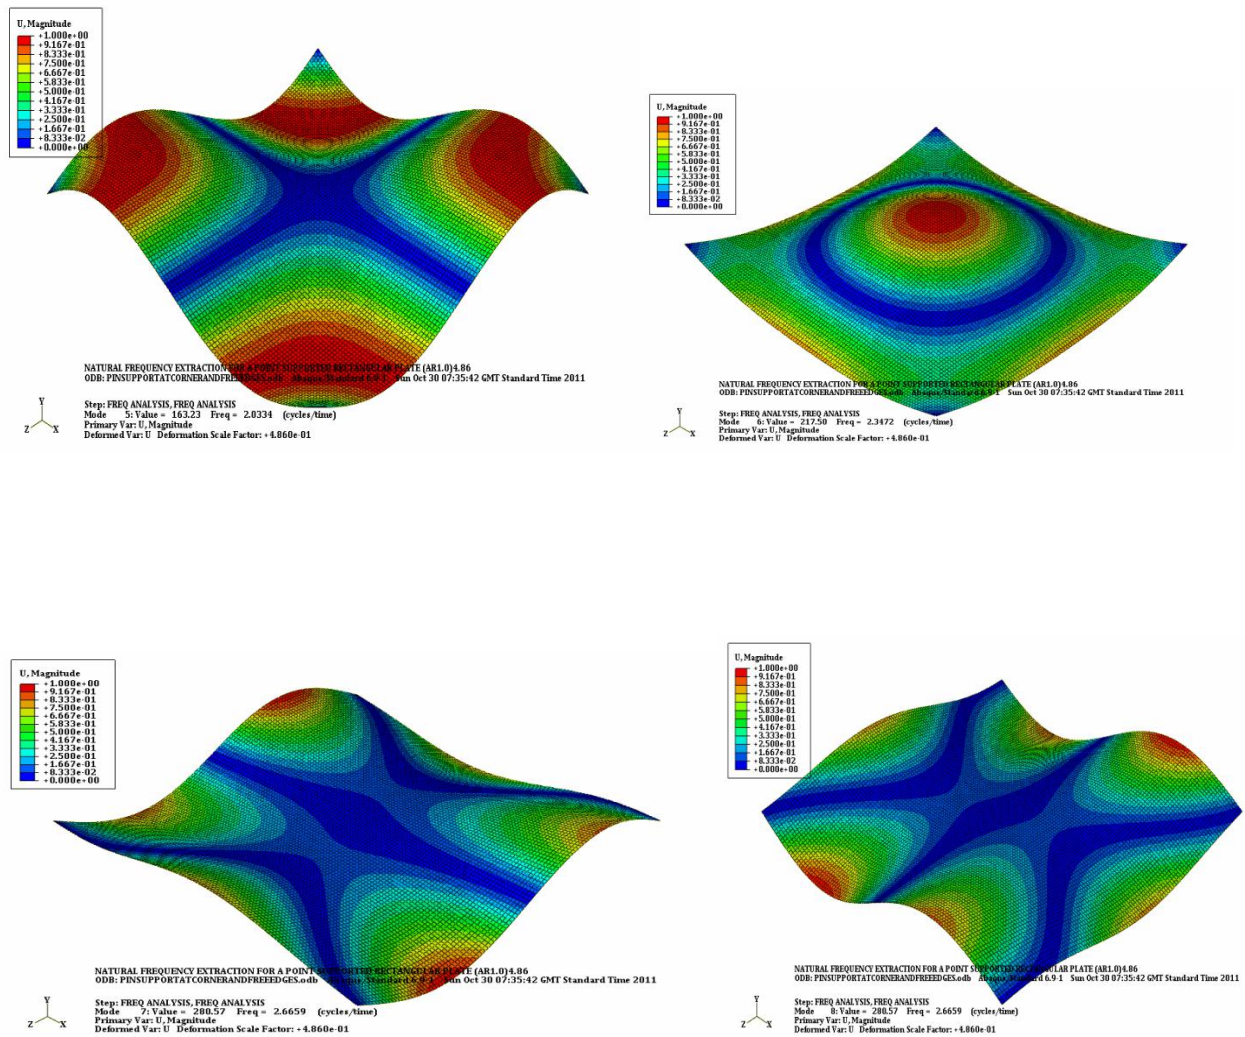 U, Magnitude
+1.000e+00
+9.167e-01
+8.333e-01
+7.500e-01
+6.667e-01
+5.833e-01
+5.000e-01
+4.167e-01
+3.333e-01
+2.500e-01
+1.667e-01
+8.333e-02
+0.000e+00
NATURAL FREQUENCY EXTRACTION FOR A POINT SUPPORTED RECTANGULAR PLATE (AR1.0)4.86
ODB: PINSUPPORTATCORNERANDFREEEDGES.odb Abaqus/Standard 6.9-1 Sun Oct 30 07:35:42 GMT Standard Time 2011
Y
Z X
Step: FREQ ANALYSIS, FREQ ANALYSIS
Mode 5: Value = 163.23 Freq = 2.0334 (cycles/time)
Primary Var: U, Magnitude
Deformed Var: U Deformation Scale Factor: +4.860e-01
U, Magnitude
+1.000e+00
+9.167e-01
+8.333e-01
+7.500e-01
+6.667e-01
+5.833e-01
+5.000e-01
+4.167e-01
+3.333e-01
+2.500e-01
+1.667e-01
+8.333e-02
+0.000e+00
NATURAL FREQUENCY EXTRACTION FOR A POINT SUPPORTED RECTANGULAR PLATE (AR1.0)4.86
ODB: PINSUPPORTATCORNERANDFREEEDGES.odb Abaqus/Standard 6.9-1 Sun Oct 30 07:35:42 GMT Standard Time 2011
Y
Z X
Step: FREQ ANALYSIS, FREQ ANALYSIS
Mode 6: Value = 217.50 Freq = 2.3472 (cycles/time)
Primary Var: U, Magnitude
Deformed Var: U Deformation Scale Factor: +4.860e-01
U, Magnitude
+1.000e+00
+9.167e-01
+8.333e-01
+7.500e-01
+6.667e-01
+5.833e-01
+5.000e-01
+4.167e-01
+3.333e-01
+2.500e-01
+1.667e-01
+8.333e-02
+0.000e+00
NATURAL FREQUENCY EXTRACTION FOR A POINT SUPPORTED RECTANGULAR PLATE (AR1.0)4.86
ODB: PINSUPPORTATCORNERANDFREEEDGES.odb Abaqus/Standard 6.9-1 Sun Oct 30 07:35:42 GMT Standard Time 2011
Y
Z X
Step: FREQ ANALYSIS, FREQ ANALYSIS
Mode 7: Value = 280.57 Freq = 2.6659 (cycles/time)
Primary Var: U, Magnitude
Deformed Var: U Deformation Scale Factor: +4.860e-01
U, Magnitude
+1.000e+00
+9.167e-01
+8.333e-01
+7.500e-01
+6.667e-01
+5.833e-01
+5.000e-01
+4.167e-01
+3.333e-01
+2.500e-01
+1.667e-01
+8.333e-02
+0.000e+00
NATURAL FREQUENCY EXTRACTION FOR A POINT SUPPORTED RECTANGULAR PLATE (AR1.0)4.86
ODB: PINSUPPORTATCORNERANDFREEEDGES.odb Abaqus/Standard 6.9-1 Sun Oct 30 07:35:42 GMT Standard Time 2011
Y
Z X
Step: FREQ ANALYSIS, FREQ ANALYSIS
Mode 8: Value = 280.57 Freq = 2.6659 (cycles/time)
Primary Var: U, Magnitude
Deformed Var: U Deformation Scale Factor: +4.860e-01